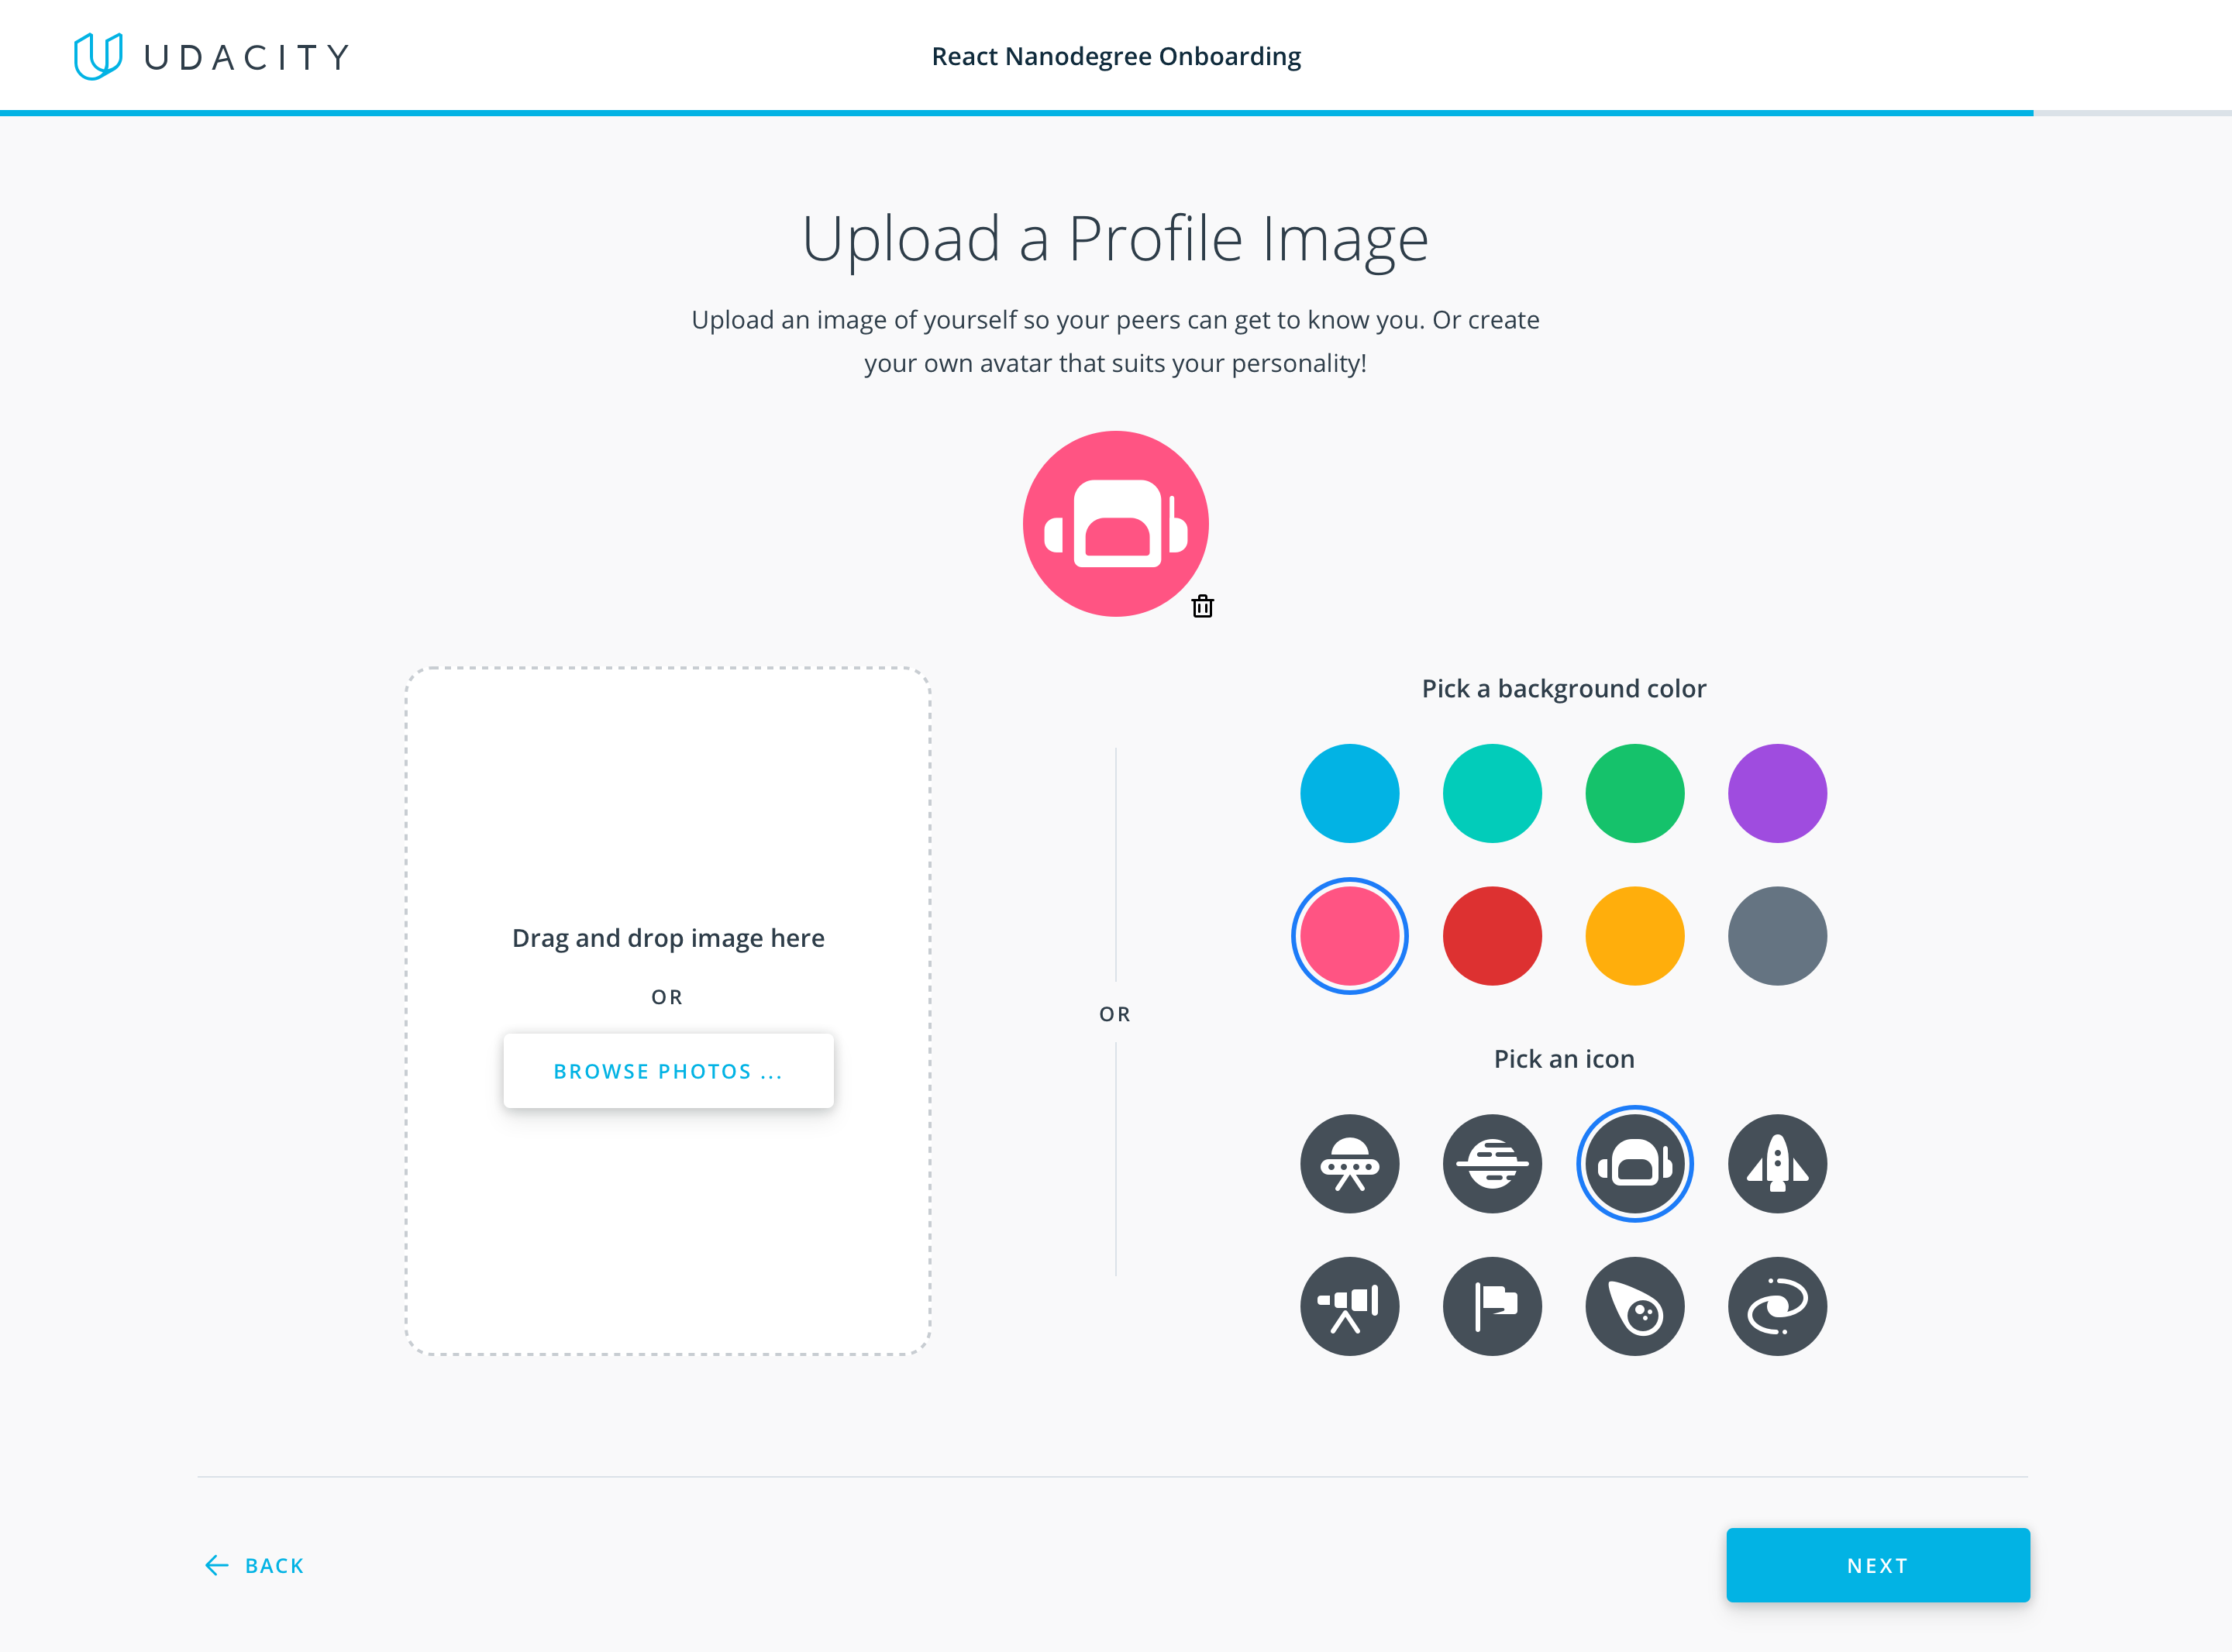 UDACITY
React Nanodegree Onboarding
Upload a Profile Image
Upload an image of yourself so your peers can get to know you. Or create
your own avatar that suits your personality!
Drag and drop image here
OR
BROWSE PHOTOS ...
OR
Pick a background color
Pick an icon
BACK
NEXT